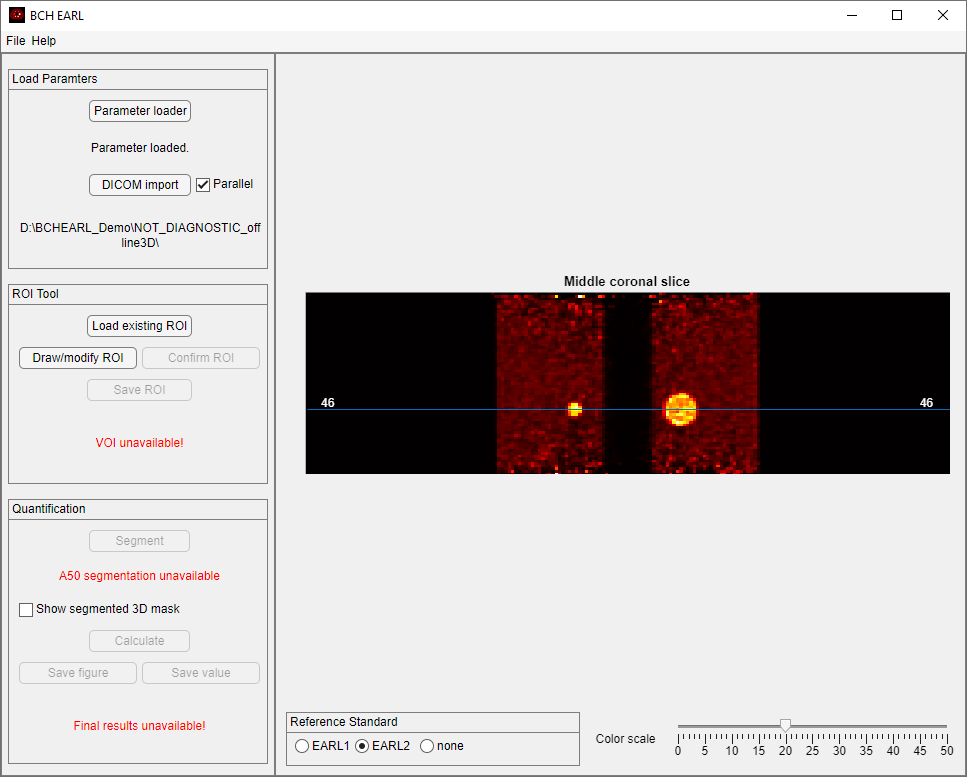 BCH EARL
File Help
Load Paramters
Parameter loader
Parameter loaded.
DICOM import
Parallel
D:\BCHEARL_Demo\NOT_DIAGNOSTIC_off
line3D\
ROI Tool
Load existing ROI
Draw/modify ROI
Confirm ROI
Save ROI
VOI unavailable!
Quantification
Segment
A50 segmentation unavailable
Show segmented 3D mask
Calculate
Save figure
Save value
Final results unavailable!
Middle coronal slice
46 46
Reference Standard
EARL1 EARL2 none
Color scale
0 5 10 15 20 25 30 35 40 45 50